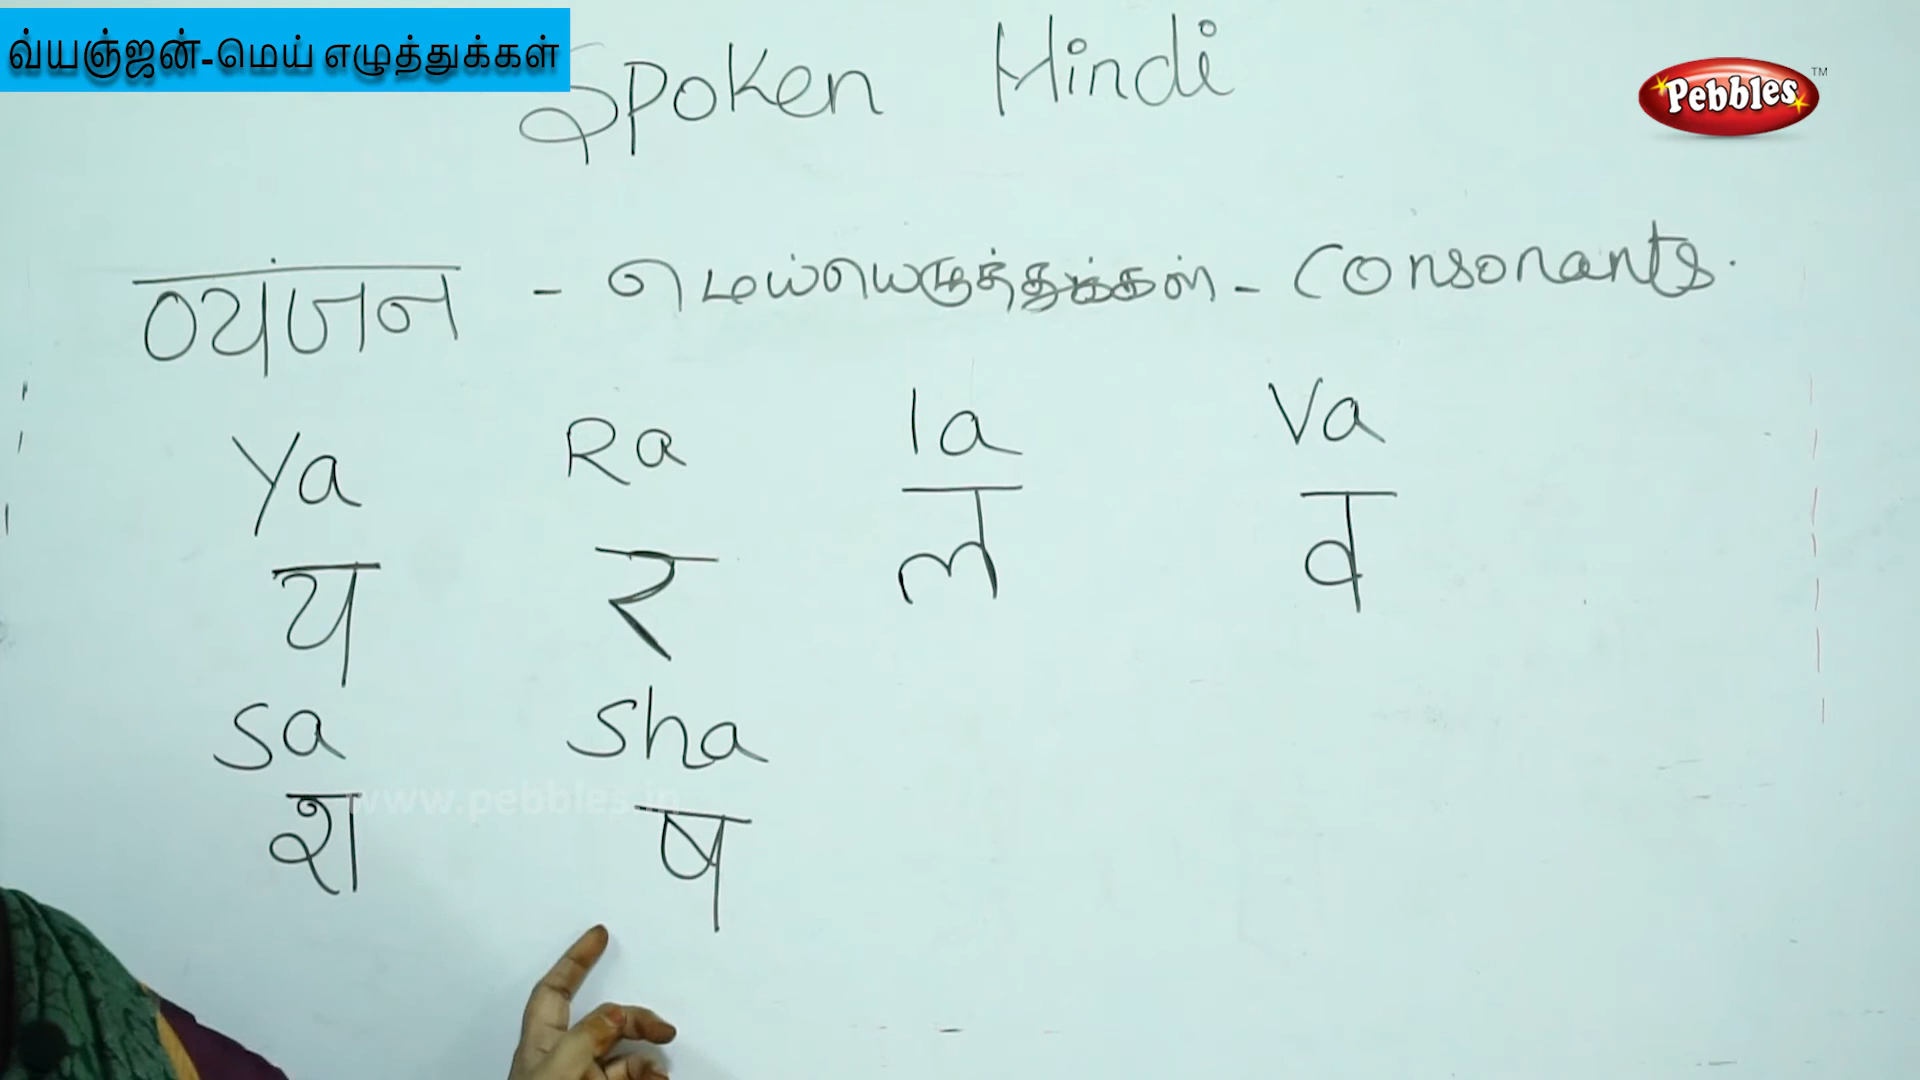 வ்யஞ்ஜன்-மெய் எழுத்துக்கள்
Spoken Hindi
Pebbles TM
व्यंजन - மெய்யெழுத்துக்கள் - Consonants.
Ya Ra la Va
य र ल व
Sa Sha
श ष
www.pebbles.in